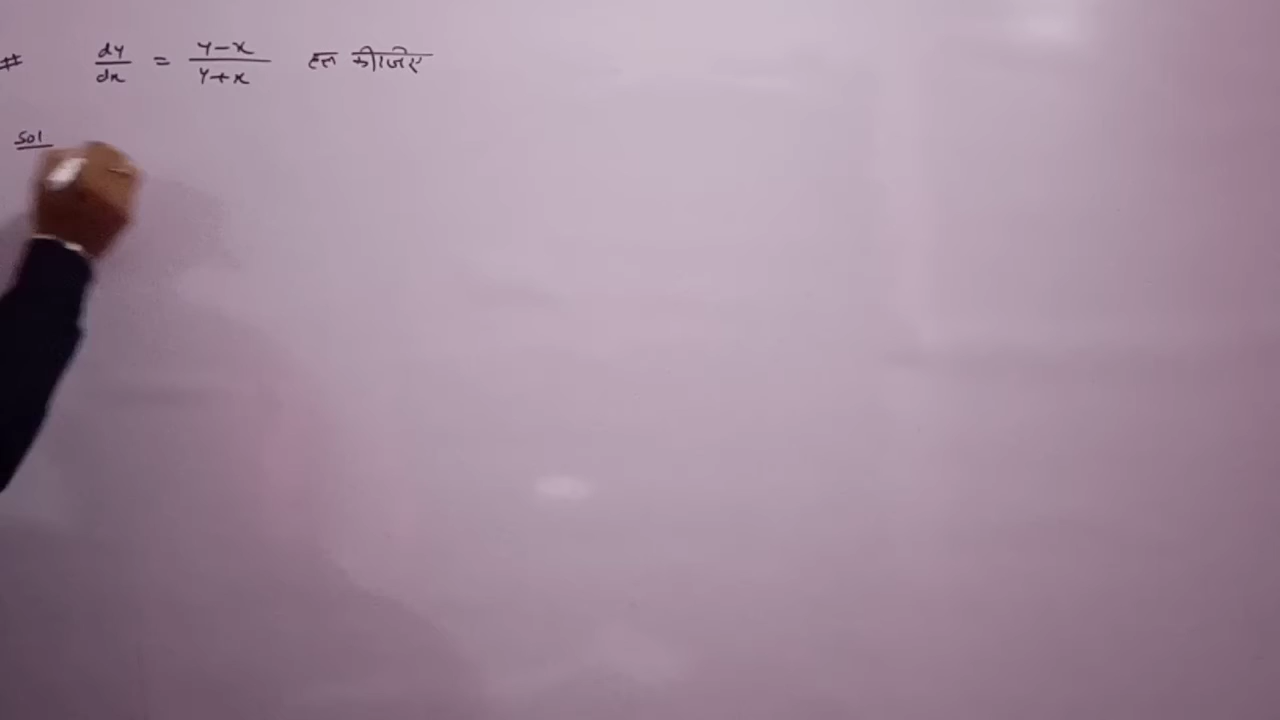 # dy/dx = y-x/y+x हल कीजिए
Sol